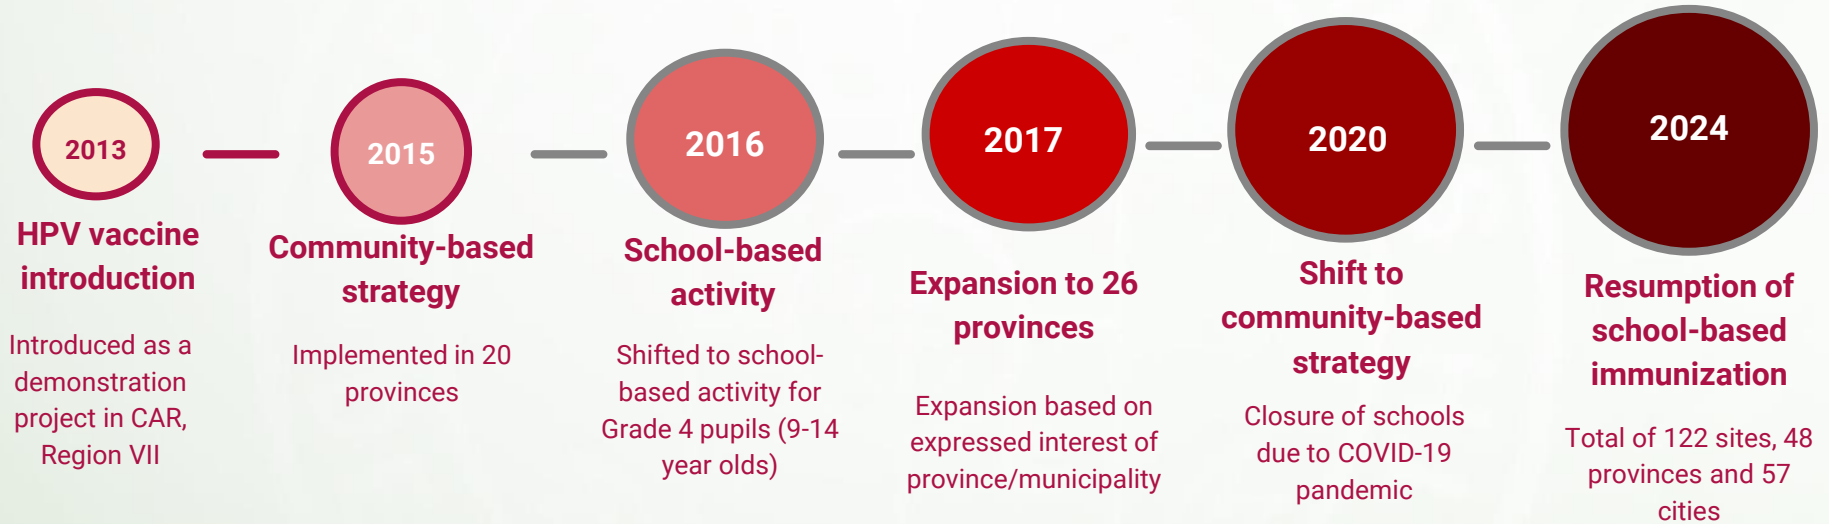 2013
HPV vaccine
introduction
Introduced as a
demonstration
project in CAR,
Region VII
2015
Community-based
strategy
Implemented in 20
provinces
2016
School-based
activity
Shifted to school-
based activity for
Grade 4 pupils (9-14
year olds)
2017
Expansion to 26
provinces
Expansion based on
expressed interest of
province/municipality
2020
Shift to
community-based
strategy
Closure of schools
due to COVID-19
pandemic
2024
Resumption of
school-based
immunization
Total of 122 sites, 48
provinces and 57
cities